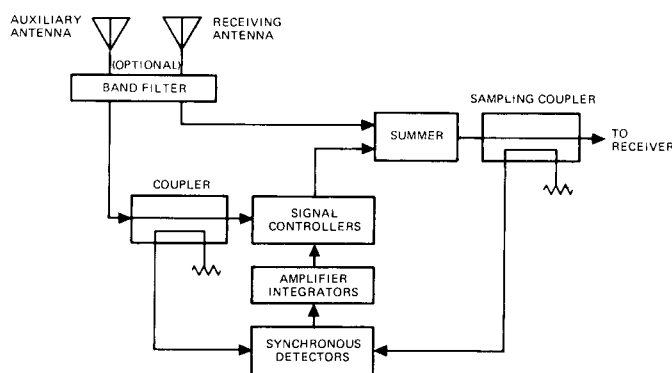 AUXILIARY
ANTENNA
RECEIVING
ANTENNA
(OPTIONAL)
BAND FILTER
SAMPLING COUPLER
SUMMER
TO
RECEIVER
COUPLER
SIGNAL
CONTROLLERS
AMPLIFIER
INTEGRATORS
SYNCHRONOUS
DETECTORS